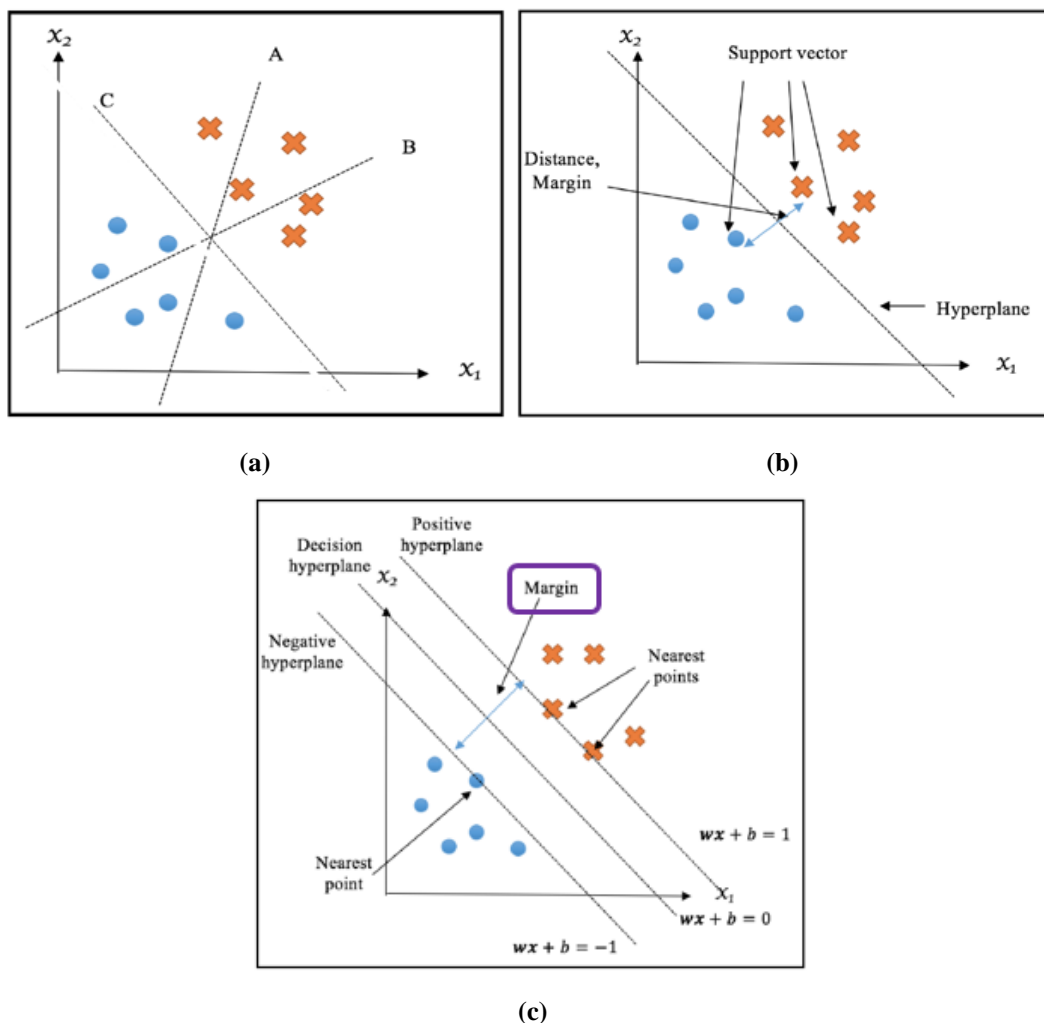 x₂
A
C
B
x₁
(a)
x₂
Support vector
Distance,
Margin
Hyperplane
x₁
(b)
Positive
hyperplane
Decision
hyperplane
x₂
Margin
Negative
hyperplane
Nearest
points
Nearest
point
wx + b = 1
x₁
wx + b = 0
wx + b = −1
(c)